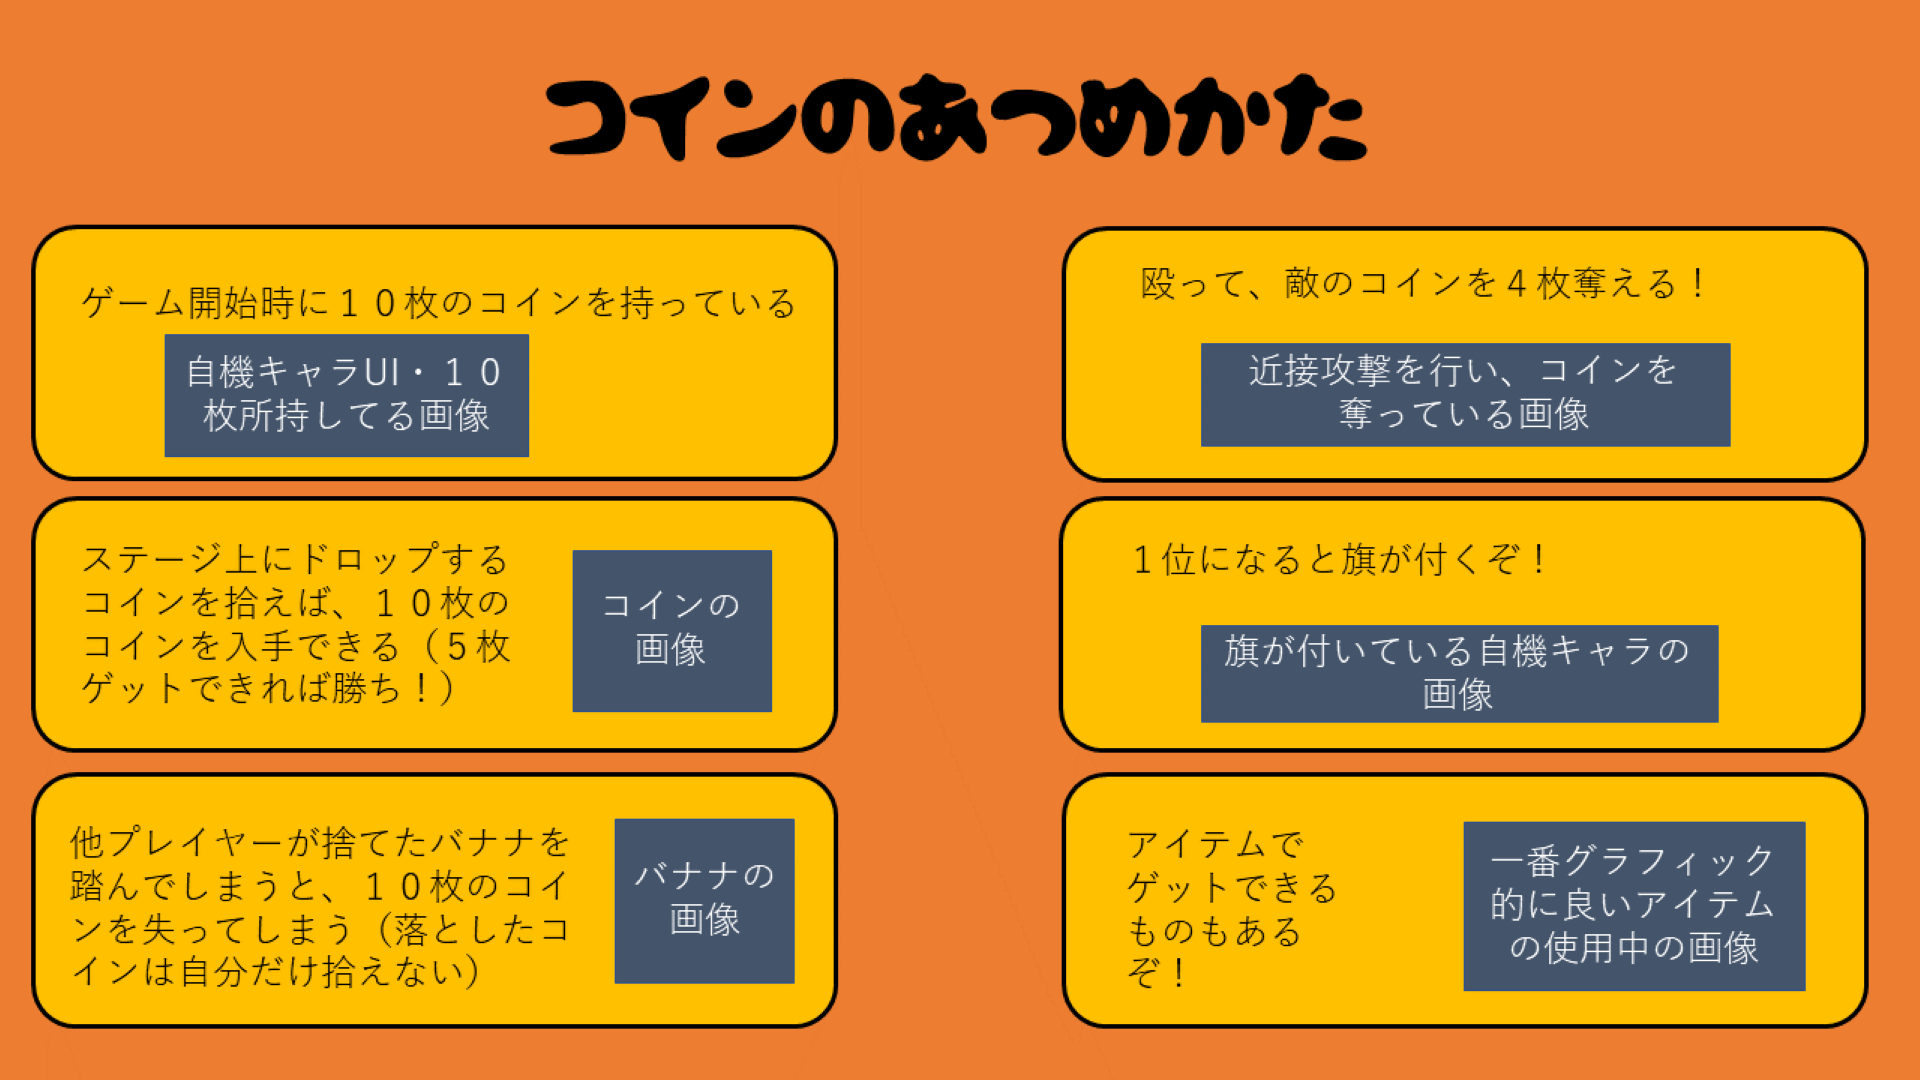 コインのあつめかた
ゲーム開始時に１０枚のコインを持っている
自機キャラUI・１０
枚所持してる画像
ステージ上にドロップする
コインを拾えば、１０枚の
コインを入手できる（５枚
ゲットできれば勝ち！）
コインの
画像
他プレイヤーが捨てたバナナを
踏んでしまうと、１０枚のコイ
ンを失ってしまう（落としたコ
インは自分だけ拾えない）
バナナの
画像
殴って、敵のコインを４枚奪える！
近接攻撃を行い、コインを
奪っている画像
１位になると旗が付くぞ！
旗が付いている自機キャラの
画像
アイテムで
ゲットできる
ものもある
ぞ！
一番グラフィック
的に良いアイテム
の使用中の画像